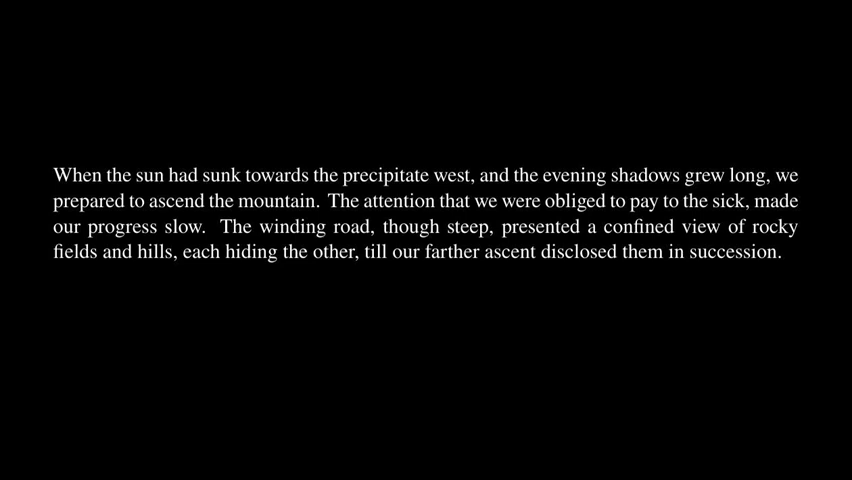 When the sun had sunk towards the precipitate west, and the evening shadows grew long, we
prepared to ascend the mountain. The attention that we were obliged to pay to the sick, made
our progress slow. The winding road, though steep, presented a confined view of rocky
fields and hills, each hiding the other, till our farther ascent disclosed them in succession.